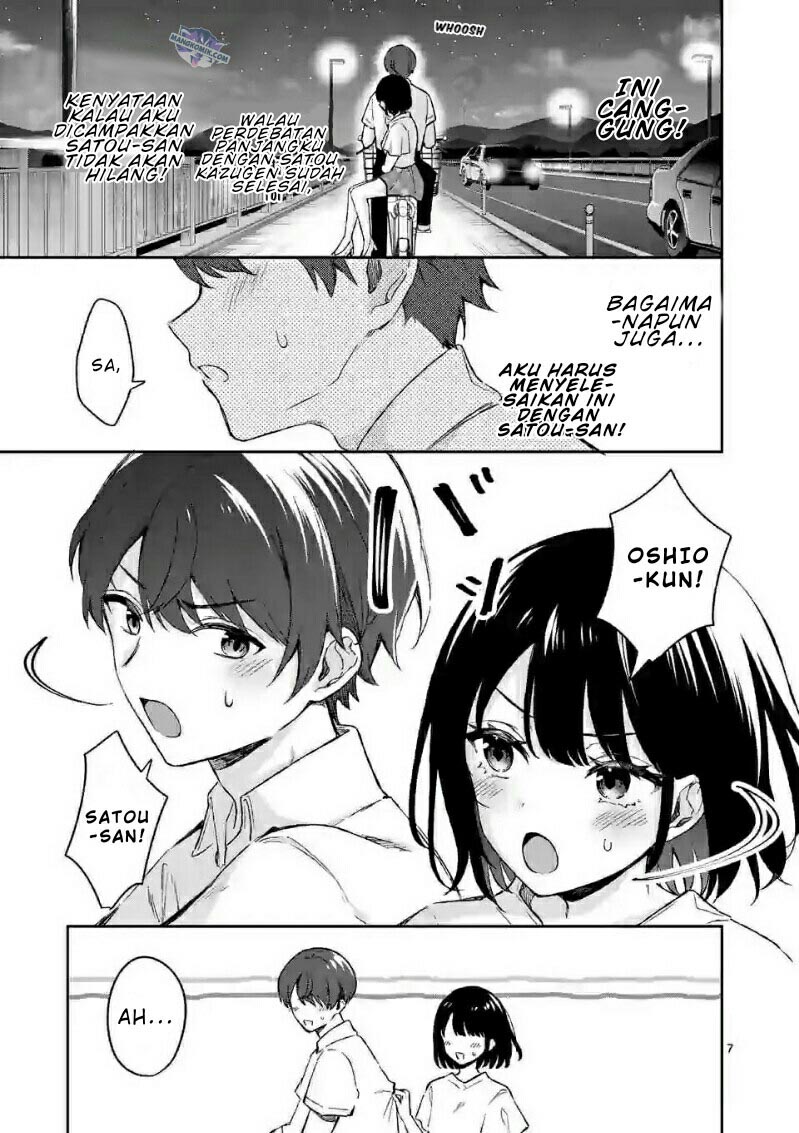 MANGKOMIK.COM
WHOOSH
INI
CANG-
GUNG!
WALAU
PERDEBATAN
PANJANGKU
DENGAN SATOU
KAZUGEN SUDAH
SELESAI,
KENYATAAN
KALAU AKU
DICAMPAKKAN
SATOU-SAN
TIDAK AKAN
HILANG!
BAGAIMA
-NAPUN
JUGA...
AKU HARUS
MENYELE-
SAIKAN INI
DENGAN
SATOU-SAN!
SA,
OSHIO
-KUN!
SATOU
-SAN!
AH...
7